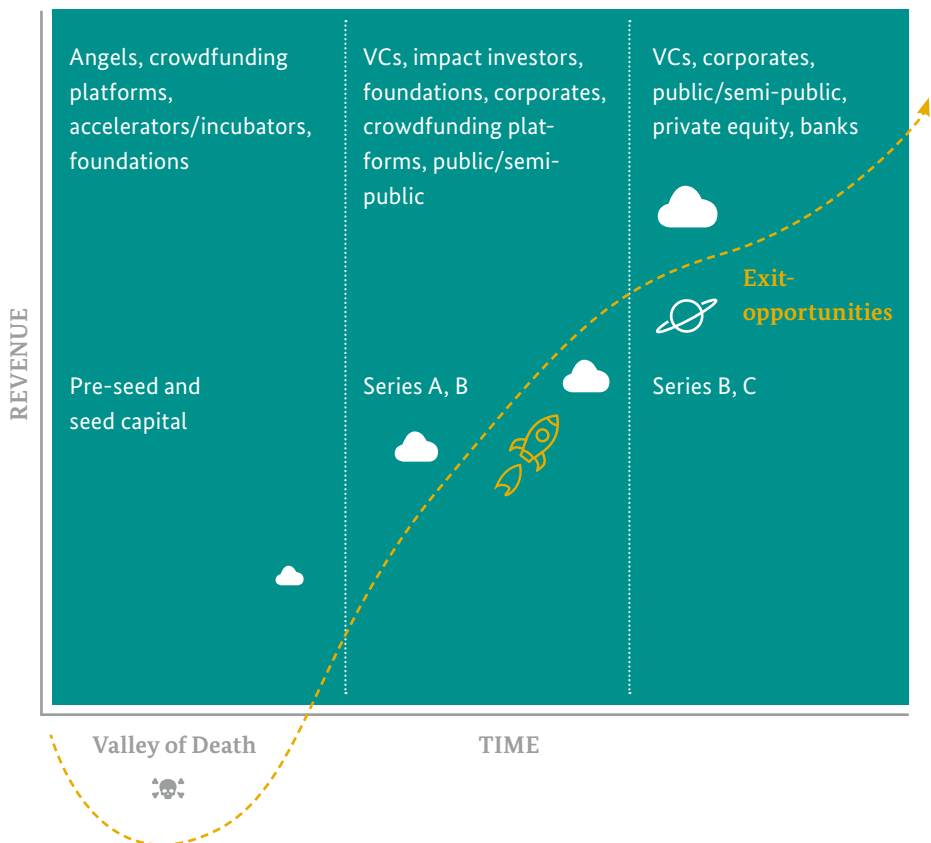 Angels, crowdfunding
platforms,
accelerators/incubators,
foundations
VCs, impact investors,
foundations, corporates,
crowdfunding plat-
forms, public/semi-
public
VCs, corporates,
public/semi-public,
private equity, banks
Exit-
opportunities
REVENUE
Pre-seed and
seed capital
Series A, B
Series B, C
Valley of Death
TIME